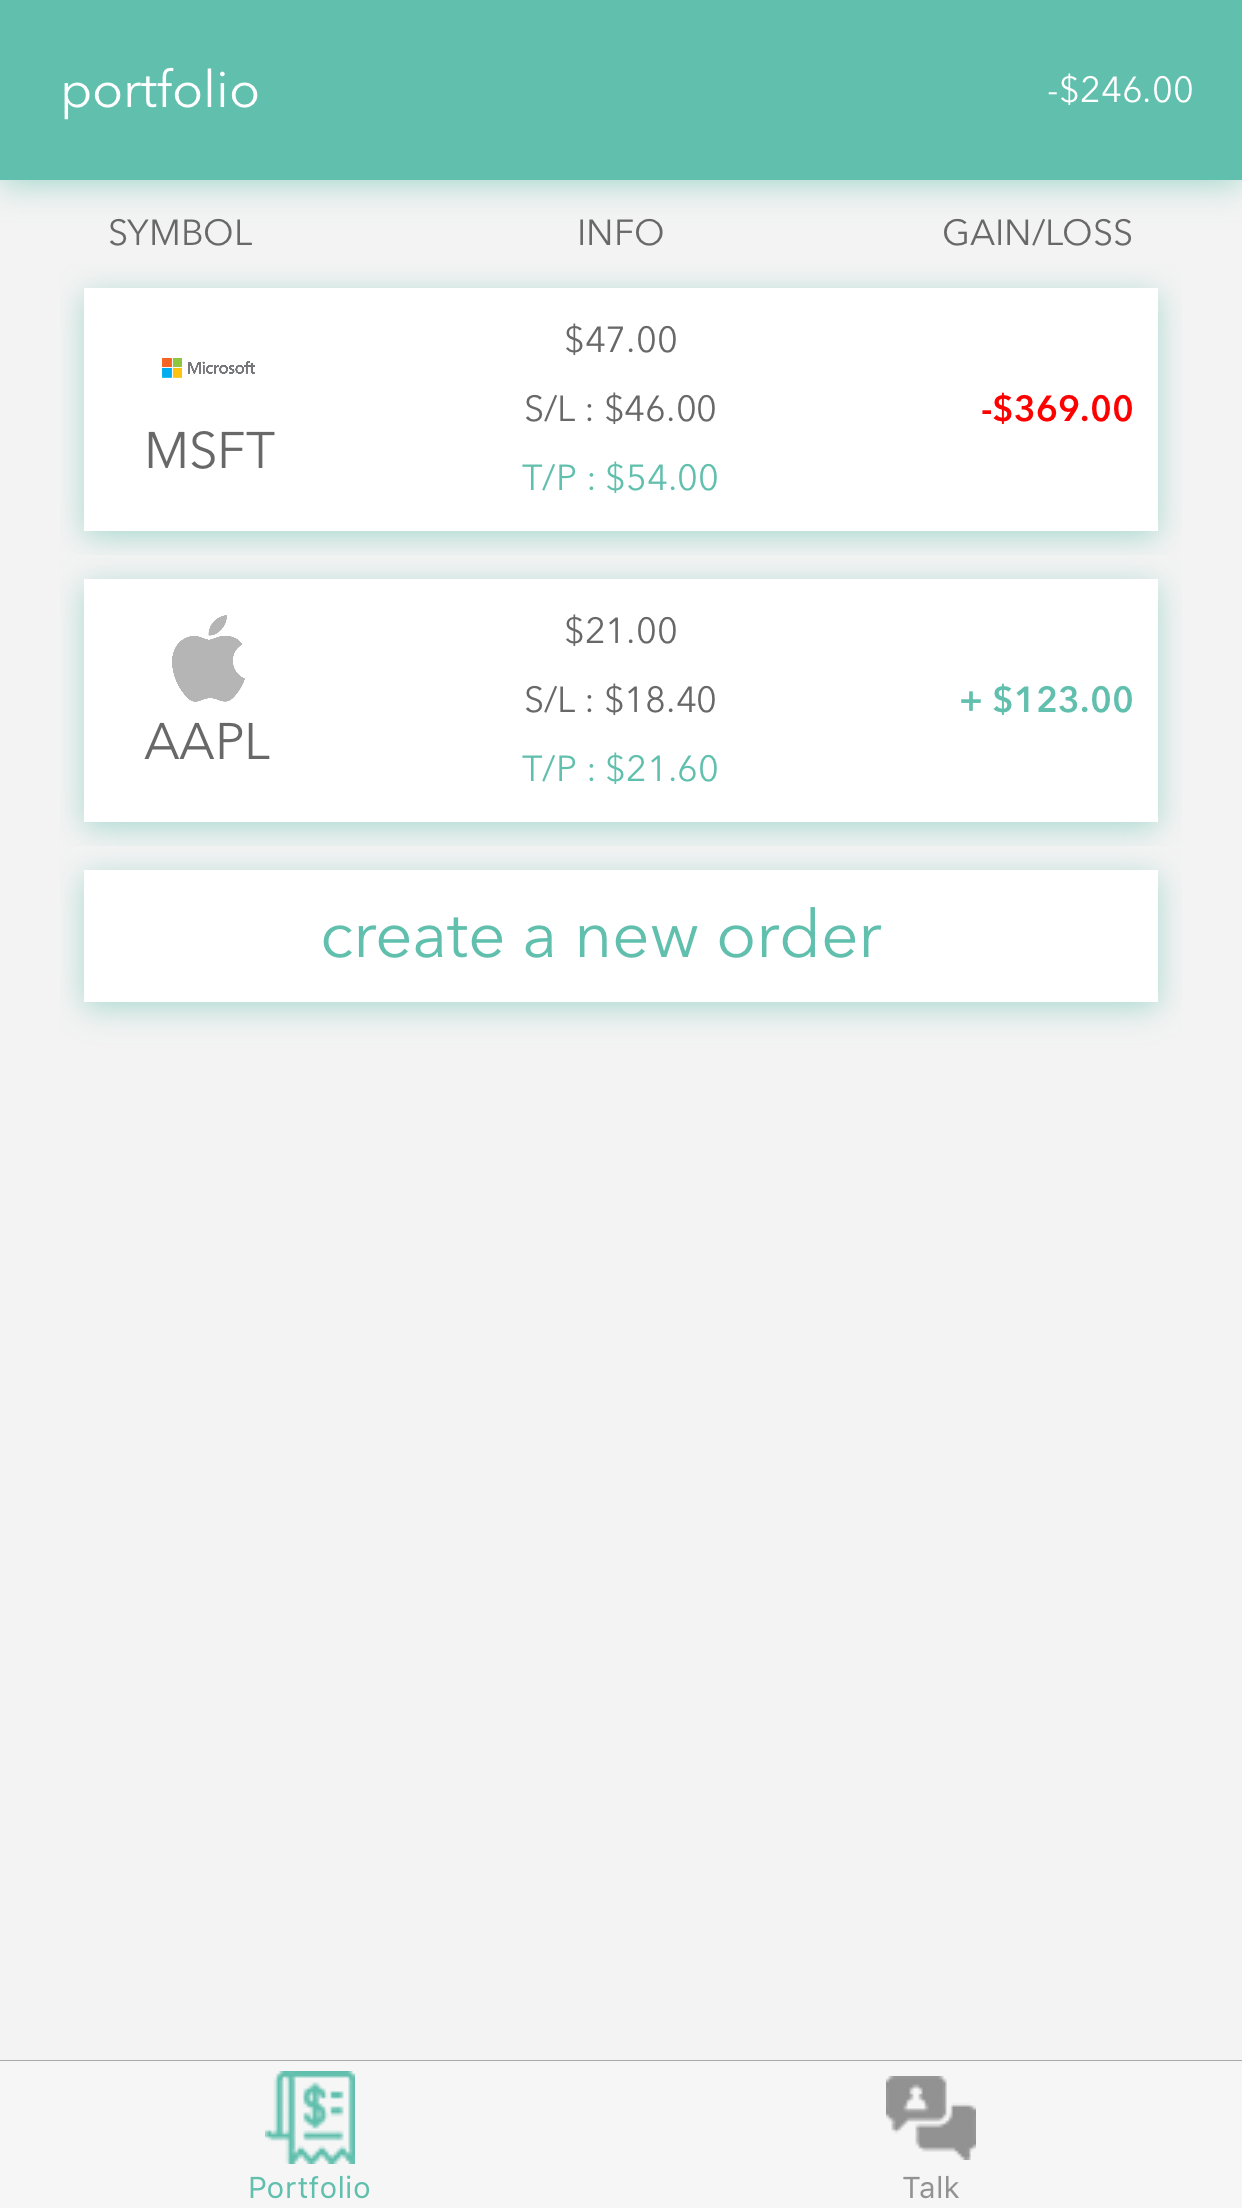 portfolio
-$246.00
SYMBOL INFO GAIN/LOSS
Microsoft
MSFT
$47.00
S/L : $46.00
T/P : $54.00
-$369.00
AAPL
$21.00
S/L : $18.40
T/P : $21.60
+ $123.00
create a new order
$
Portfolio
Talk